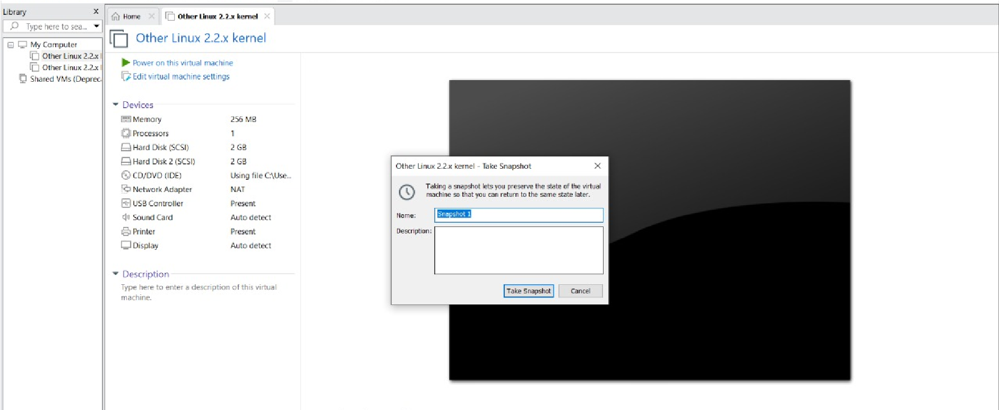 Library X
Type here to sea...
My Computer
Other Linux 2.2.x
Other Linux 2.2.x
Shared VMs (Deprec
Home
Other Linux 2.2.x kernel
Other Linux 2.2.x kernel
Power on this virtual machine
Edit virtual machine settings
Devices
Memory 256 MB
Processors 1
Hard Disk (SCSI) 2 GB
Hard Disk 2 (SCSI) 2 GB
CD/DVD (IDE) Using file C:\Use...
Network Adapter NAT
USB Controller Present
Sound Card Auto detect
Printer Present
Display Auto detect
Description
Type here to enter a description of this virtual
machine.
Other Linux 2.2.x kernel - Take Snapshot
Taking a snapshot lets you preserve the state of the virtual
machine so that you can return to the same state later.
Name: Snapshot 1
Description:
Take Snapshot Cancel